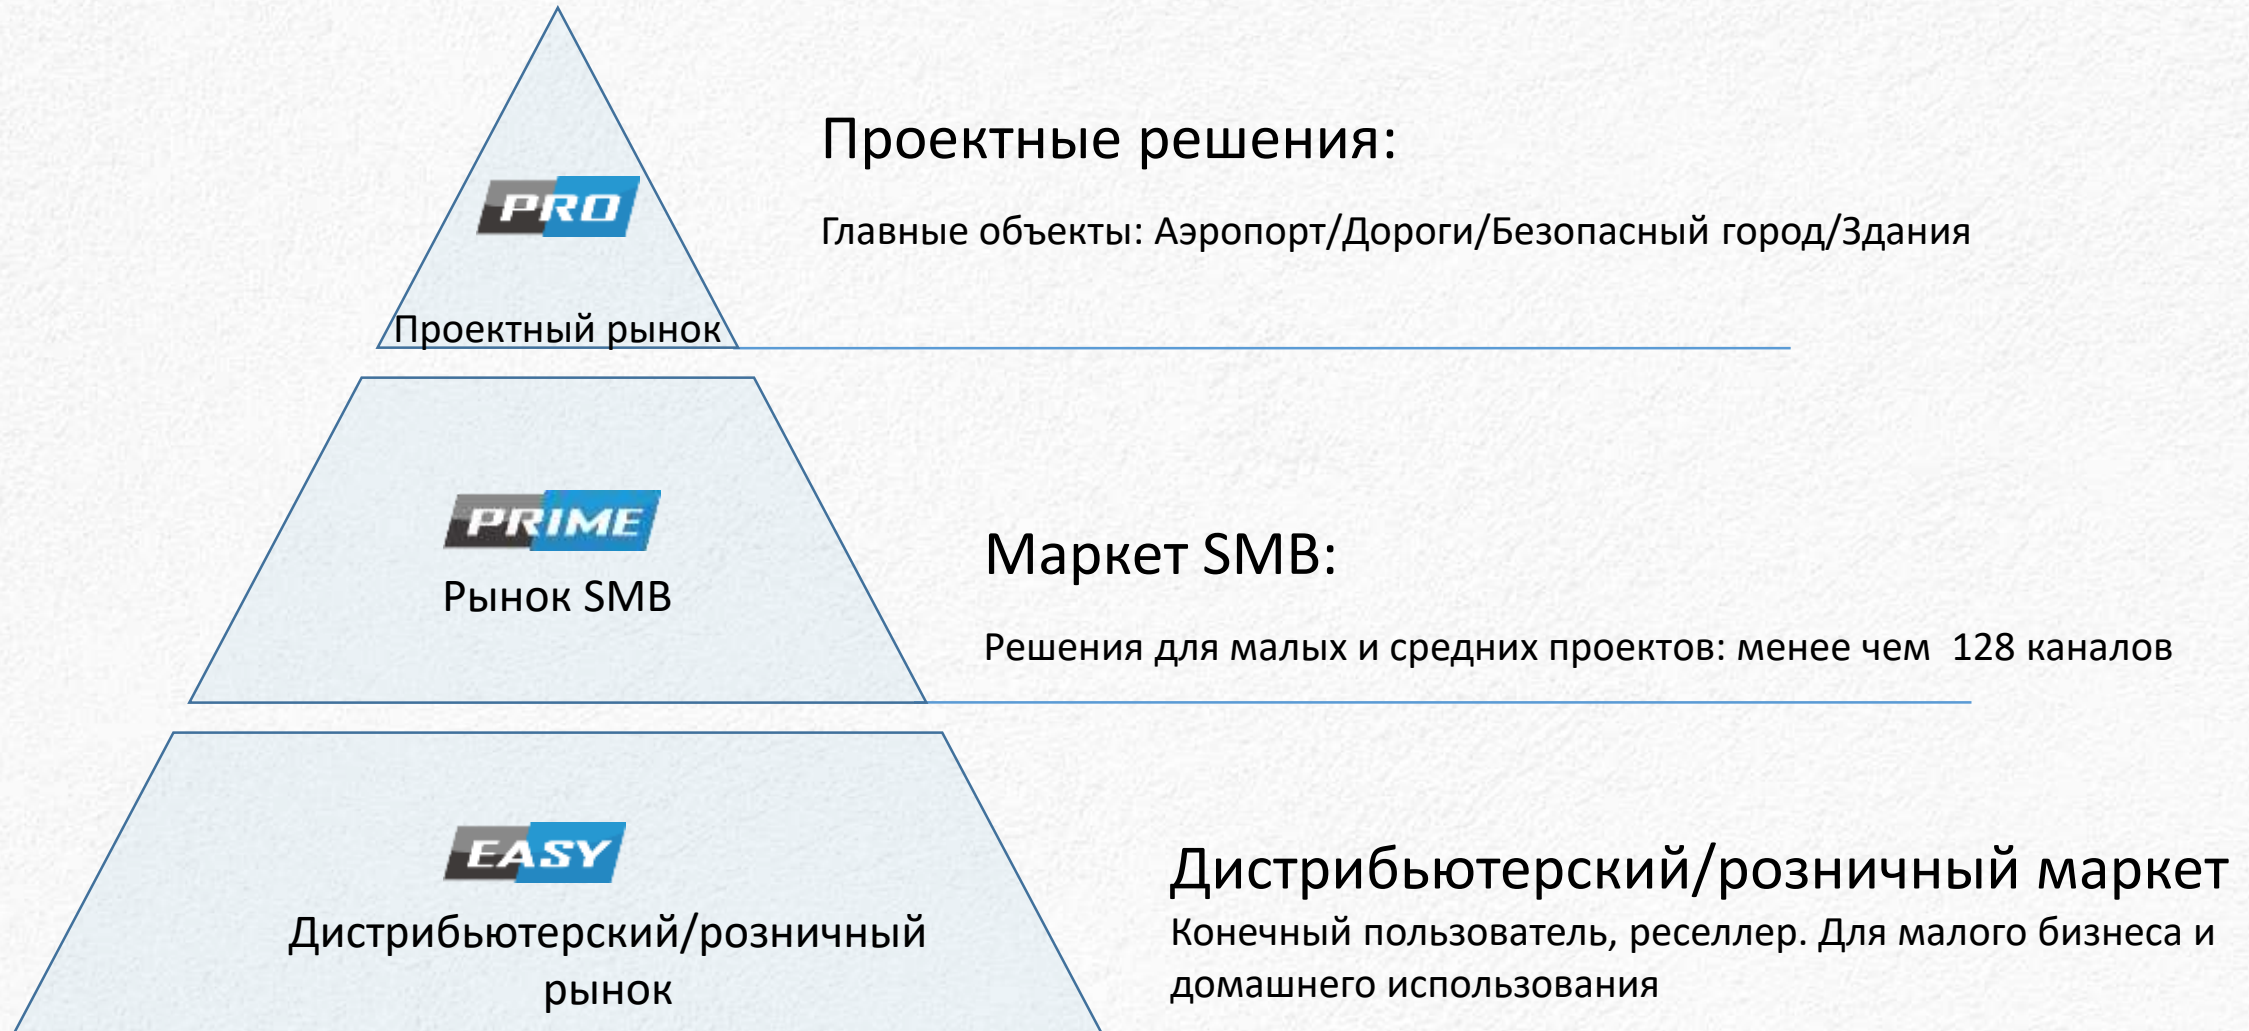 PRO
Проектный рынок
Проектные решения:
Главные объекты: Аэропорт/Дороги/Безопасный город/Здания
PRIME
Рынок SMB
Маркет SMB:
Решения для малых и средних проектов: менее чем  128 каналов
EASY
Дистрибьютерский/розничный
рынок
Дистрибьютерский/розничный маркет
Конечный пользователь, реселлер. Для малого бизнеса и
домашнего использования